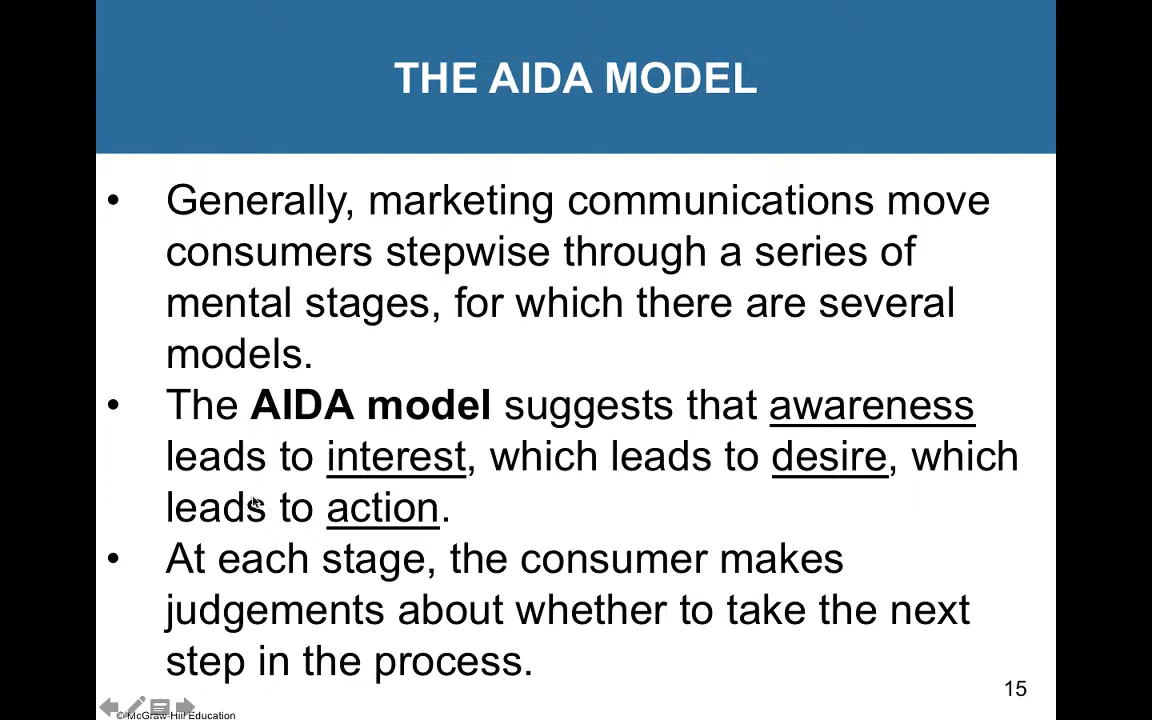 THE AIDA MODEL
• Generally, marketing communications move
consumers stepwise through a series of
mental stages, for which there are several
models.
• The AIDA model suggests that awareness
leads to interest, which leads to desire, which
leads to action.
• At each stage, the consumer makes
judgements about whether to take the next
step in the process.
15
© McGraw-Hill Education